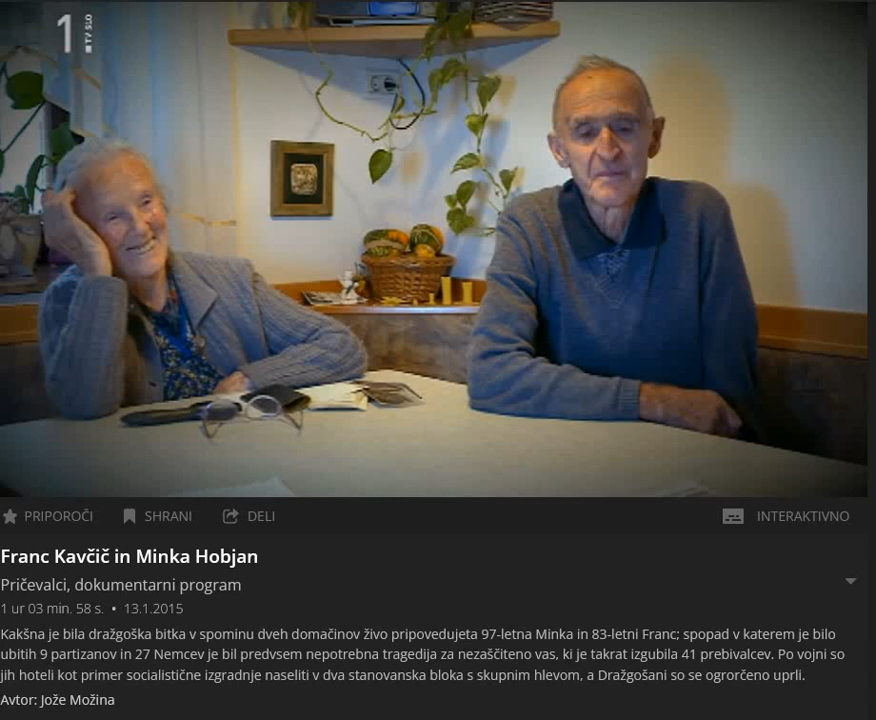 1
TV SLO
PRIPOROČI
SHRANI
DELI
INTERAKTIVNO
Franc Kavčič in Minka Hobjan
Pričevalci, dokumentarni program
1 ur 03 min. 58 s. • 13.1.2015
Kakšna je bila dražgoška bitka v spominu dveh domačinov živo pripovedujeta 97-letna Minka in 83-letni Franc; spopad v katerem je bilo
ubitih 9 partizanov in 27 Nemcev je bil predvsem nepotrebna tragedija za nezaščiteno vas, ki je takrat izgubila 41 prebivalcev. Po vojni so
jih hoteli kot primer socialistične izgradnje naseliti v dva stanovanska bloka s skupnim hlevom, a Dražgošani so se ogrorčeno uprli.
Avtor: Jože Možina